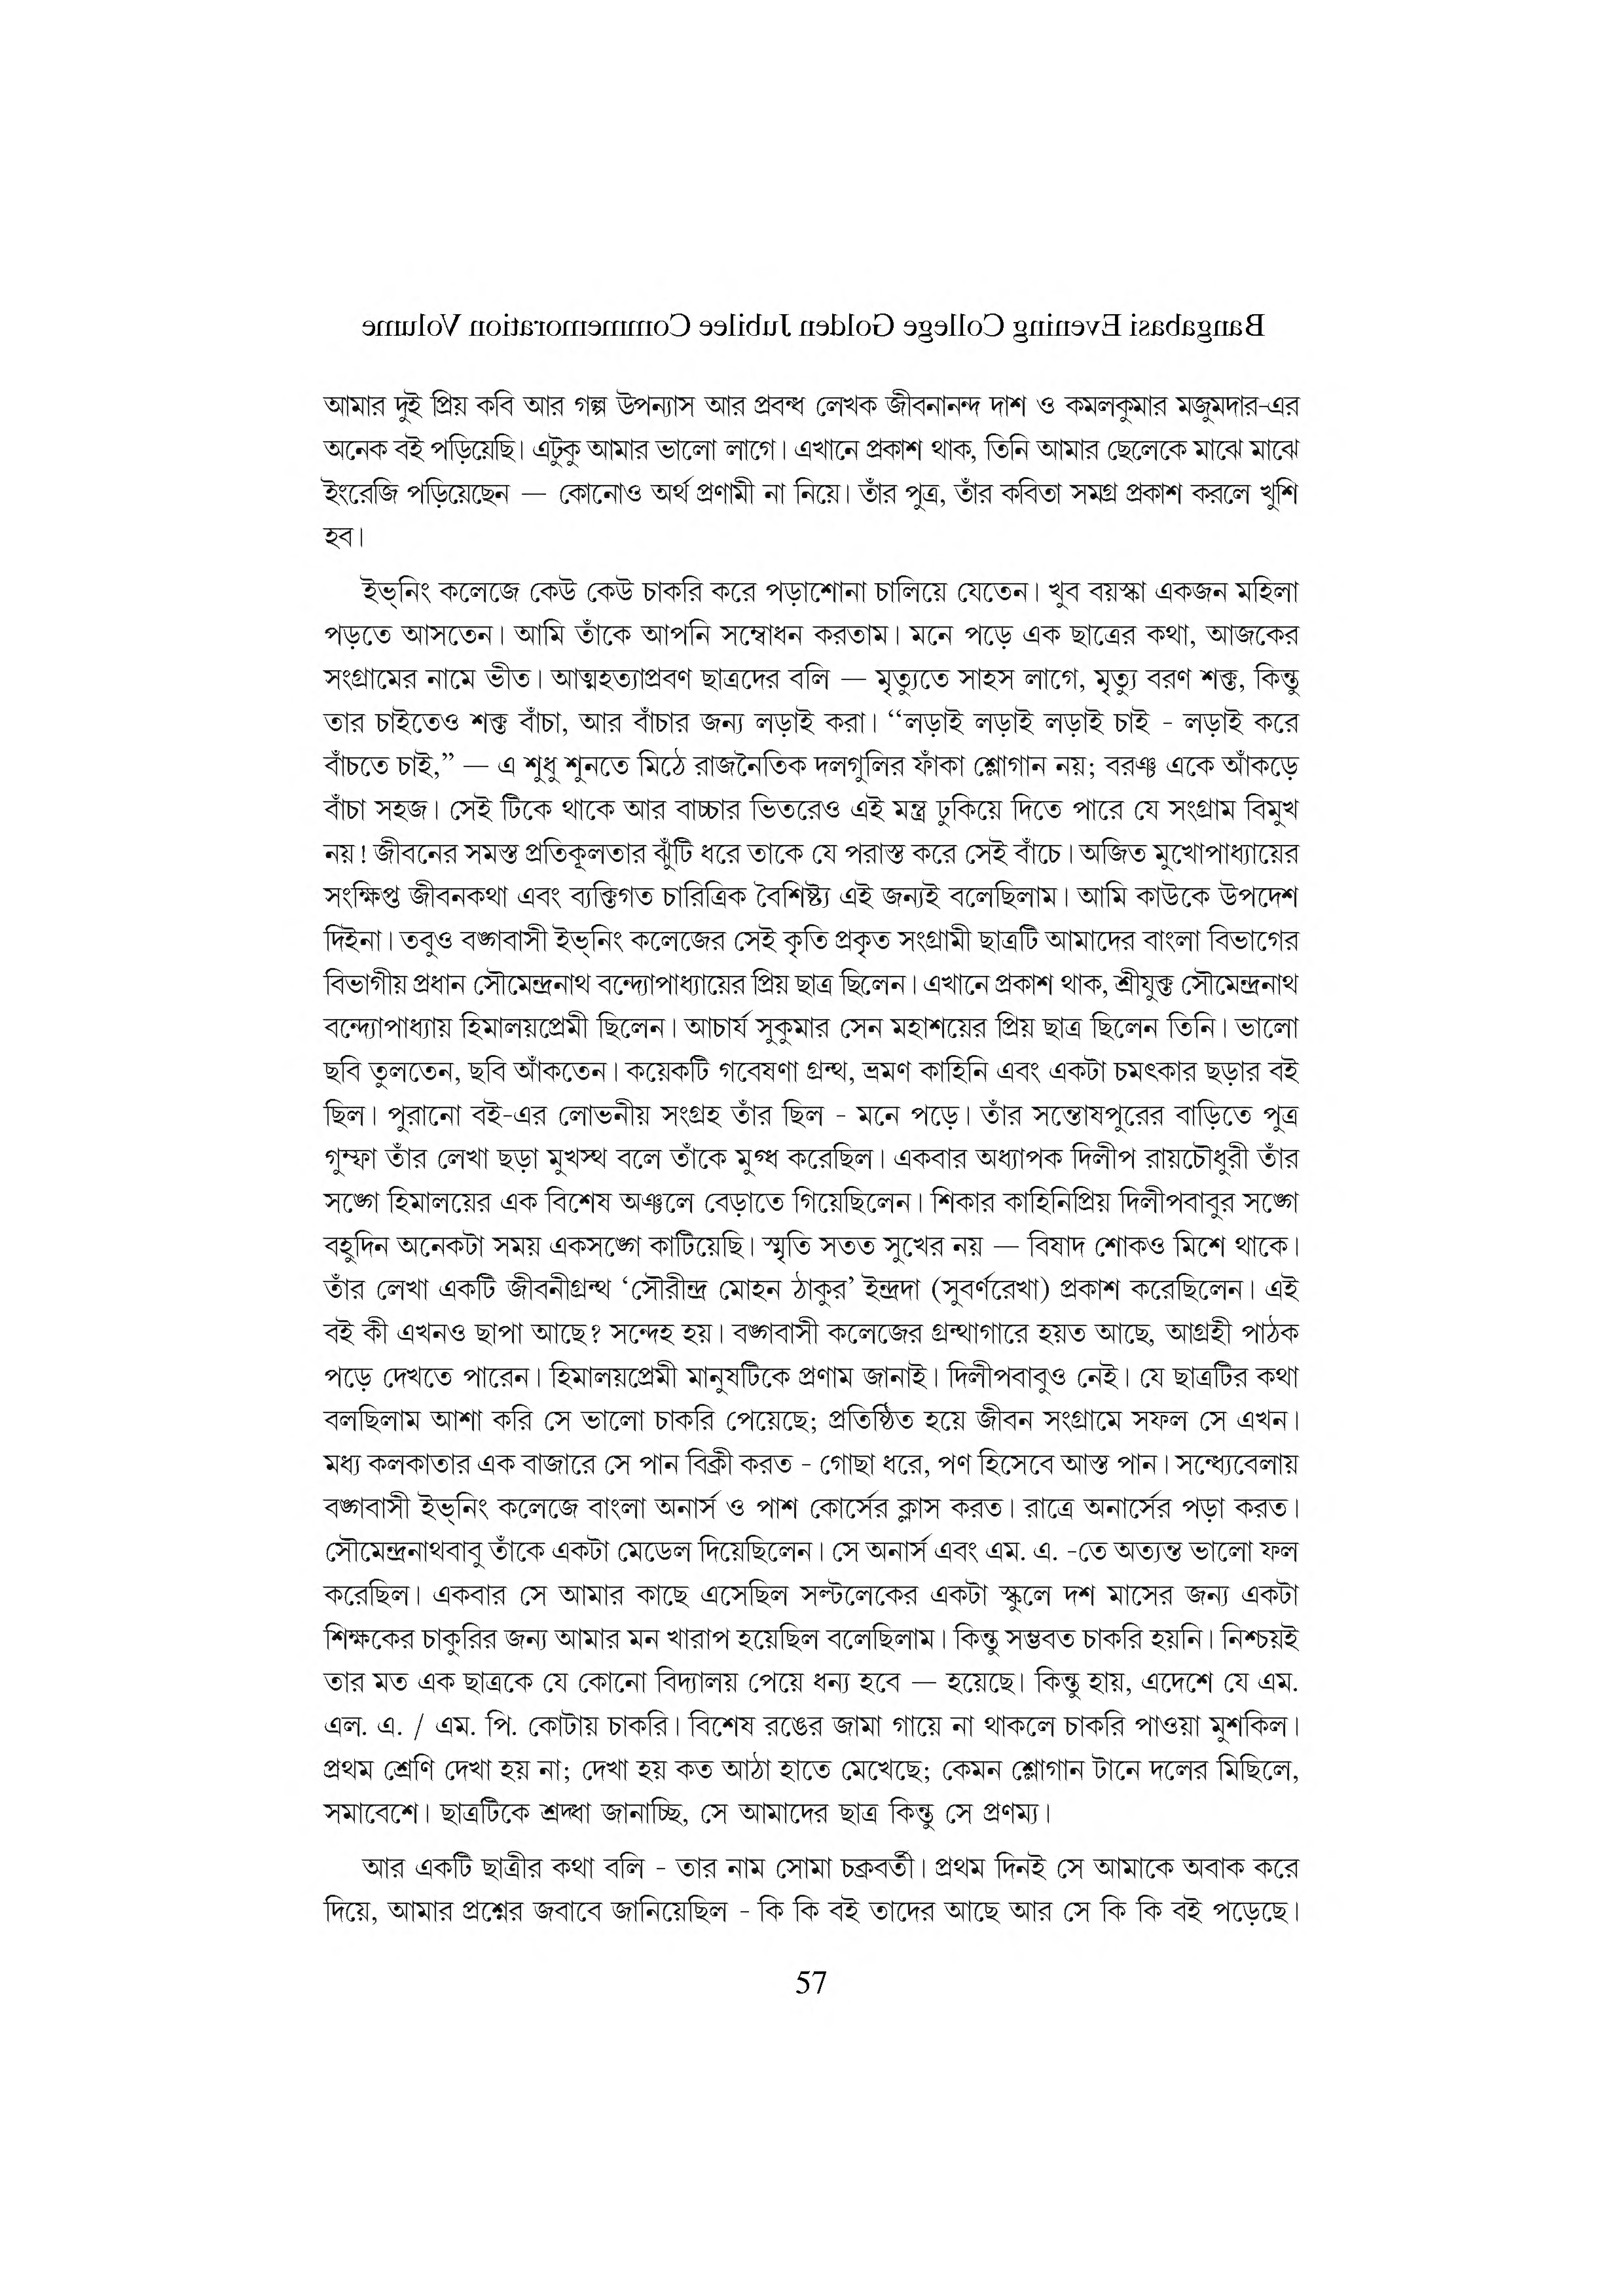 Bangabasi Evening College Golden Jubilee Commemoration Volume
আমার দুই প্রিয় কবি আর গল্প উপন্যাস আর প্রবন্ধ লেখক জীবনানন্দ দাশ ও কমলকুমার মজুমদার-এর
অনেক বই পড়িয়েছি। এটুকু আমার ভালো লাগে। এখানে প্রকাশ থাক, তিনি আমার ছেলেকে মাঝে মাঝে
ইংরেজি পড়িয়েছেন — কোনোও অর্থ প্রণামী না নিয়ে। তাঁর পুত্র, তাঁর কবিতা সমগ্র প্রকাশ করলে খুশি
হব।
ইভ্‌নিং কলেজে কেউ কেউ চাকরি করে পড়াশোনা চালিয়ে যেতেন। খুব বয়স্কা একজন মহিলা
পড়তে আসতেন। আমি তাঁকে আপনি সম্বোধন করতাম। মনে পড়ে এক ছাত্রের কথা, আজকের
সংগ্রামের নামে ভীত। আত্মহত্যাপ্রবণ ছাত্রদের বলি — মৃত্যুতে সাহস লাগে, মৃত্যু বরণ শক্ত, কিন্তু
তার চাইতেও শক্ত বাঁচা, আর বাঁচার জন্য লড়াই করা। “লড়াই লড়াই লড়াই চাই - লড়াই করে
বাঁচতে চাই,” — এ শুধু শুনতে মিঠে রাজনৈতিক দলগুলির ফাঁকা শ্লোগান নয়; বরঞ্চ একে আঁকড়ে
বাঁচা সহজ। সেই টিকে থাকে আর বাচ্চার ভিতরেও এই মন্ত্র ঢুকিয়ে দিতে পারে যে সংগ্রাম বিমুখ
নয়! জীবনের সমস্ত প্রতিকূলতার ঝুঁটি ধরে তাকে যে পরাস্ত করে সেই বাঁচে। অজিত মুখোপাধ্যায়ের
সংক্ষিপ্ত জীবনকথা এবং ব্যক্তিগত চারিত্রিক বৈশিষ্ট্য এই জন্যই বলেছিলাম। আমি কাউকে উপদেশ
দিইনা। তবুও বঙ্গবাসী ইভ্‌নিং কলেজের সেই কৃতি প্রকৃত সংগ্রামী ছাত্রটি আমাদের বাংলা বিভাগের
বিভাগীয় প্রধান সৌমেন্দ্রনাথ বন্দ্যোপাধ্যায়ের প্রিয় ছাত্র ছিলেন। এখানে প্রকাশ থাক, শ্রীযুক্ত সৌমেন্দ্রনাথ
বন্দ্যোপাধ্যায় হিমালয়প্রেমী ছিলেন। আচার্য সুকুমার সেন মহাশয়ের প্রিয় ছাত্র ছিলেন তিনি। ভালো
ছবি তুলতেন, ছবি আঁকতেন। কয়েকটি গবেষণা গ্রন্থ, ভ্রমণ কাহিনি এবং একটা চমৎকার ছড়ার বই
ছিল। পুরানো বই-এর লোভনীয় সংগ্রহ তাঁর ছিল - মনে পড়ে। তাঁর সন্তোষপুরের বাড়িতে পুত্র
গুম্ফা তাঁর লেখা ছড়া মুখস্থ বলে তাঁকে মুগ্ধ করেছিল। একবার অধ্যাপক দিলীপ রায়চৌধুরী তাঁর
সঙ্গে হিমালয়ের এক বিশেষ অঞ্চলে বেড়াতে গিয়েছিলেন। শিকার কাহিনিপ্রিয় দিলীপবাবুর সঙ্গে
বহুদিন অনেকটা সময় একসঙ্গে কাটিয়েছি। স্মৃতি সতত সুখের নয় — বিষাদ শোকও মিশে থাকে।
তাঁর লেখা একটি জীবনীগ্রন্থ ‘সৌরীন্দ্র মোহন ঠাকুর’ ইন্দ্রদা (সুবর্ণরেখা) প্রকাশ করেছিলেন। এই
বই কী এখনও ছাপা আছে? সন্দেহ হয়। বঙ্গবাসী কলেজের গ্রন্থাগারে হয়ত আছে, আগ্রহী পাঠক
পড়ে দেখতে পারেন। হিমালয়প্রেমী মানুষটিকে প্রণাম জানাই। দিলীপবাবুও নেই। যে ছাত্রটির কথা
বলছিলাম আশা করি সে ভালো চাকরি পেয়েছে; প্রতিষ্ঠিত হয়ে জীবন সংগ্রামে সফল সে এখন।
মধ্য কলকাতার এক বাজারে সে পান বিক্রী করত - গোছা ধরে, পণ হিসেবে আস্ত পান। সন্ধ্যেবেলায়
বঙ্গবাসী ইভ্‌নিং কলেজে বাংলা অনার্স ও পাশ কোর্সের ক্লাস করত। রাত্রে অনার্সের পড়া করত।
সৌমেন্দ্রনাথবাবু তাঁকে একটা মেডেল দিয়েছিলেন। সে অনার্স এবং এম. এ. -তে অত্যন্ত ভালো ফল
করেছিল। একবার সে আমার কাছে এসেছিল সল্টলেকের একটা স্কুলে দশ মাসের জন্য একটা
শিক্ষকের চাকুরির জন্য আমার মন খারাপ হয়েছিল বলেছিলাম। কিন্তু সম্ভবত চাকরি হয়নি। নিশ্চয়ই
তার মত এক ছাত্রকে যে কোনো বিদ্যালয় পেয়ে ধন্য হবে — হয়েছে। কিন্তু হায়, এদেশে যে এম.
এল. এ. / এম. পি. কোটায় চাকরি। বিশেষ রঙের জামা গায়ে না থাকলে চাকরি পাওয়া মুশকিল।
প্রথম শ্রেণি দেখা হয় না; দেখা হয় কত আঠা হাতে মেখেছে; কেমন শ্লোগান টানে দলের মিছিলে,
সমাবেশে। ছাত্রটিকে শ্রদ্ধা জানাচ্ছি, সে আমাদের ছাত্র কিন্তু সে প্রণম্য।
আর একটি ছাত্রীর কথা বলি - তার নাম সোমা চক্রবর্তী। প্রথম দিনই সে আমাকে অবাক করে
দিয়ে, আমার প্রশ্নের জবাবে জানিয়েছিল - কি কি বই তাদের আছে আর সে কি কি বই পড়েছে।
57